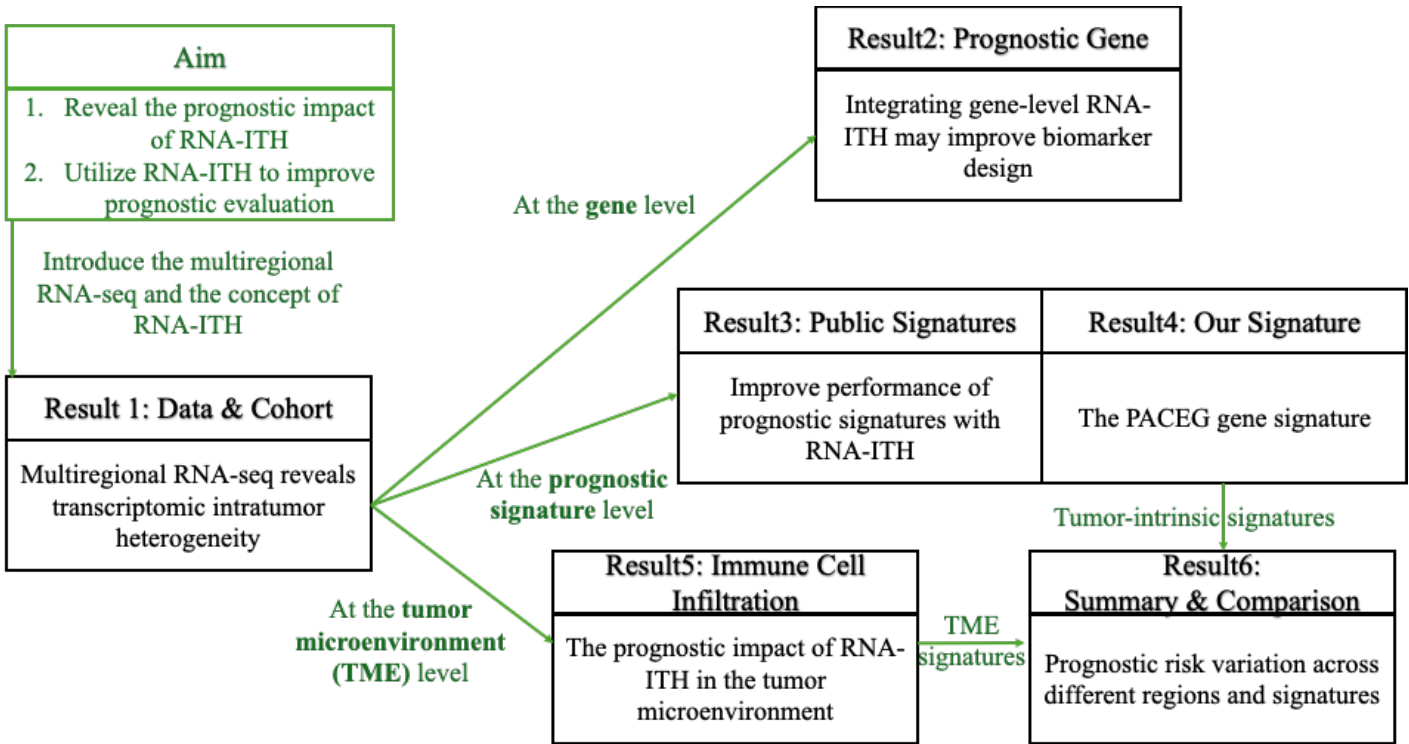 Aim
1. Reveal the prognostic impact
of RNA-ITH
2. Utilize RNA-ITH to improve
prognostic evaluation
Introduce the multiregional
RNA-seq and the concept of
RNA-ITH
Result 1: Data & Cohort
Multiregional RNA-seq reveals
transcriptomic intratumor
heterogeneity
At the gene level
Result2: Prognostic Gene
Integrating gene-level RNA-
ITH may improve biomarker
design
At the prognostic
signature level
Result3: Public Signatures
Improve performance of
prognostic signatures with
RNA-ITH
Result4: Our Signature
The PACEG gene signature
Tumor-intrinsic signatures
At the tumor
microenvironment
(TME) level
Result5: Immune Cell
Infiltration
The prognostic impact of RNA-
ITH in the tumor
microenvironment
TME
signatures
Result6:
Summary & Comparison
Prognostic risk variation across
different regions and signatures